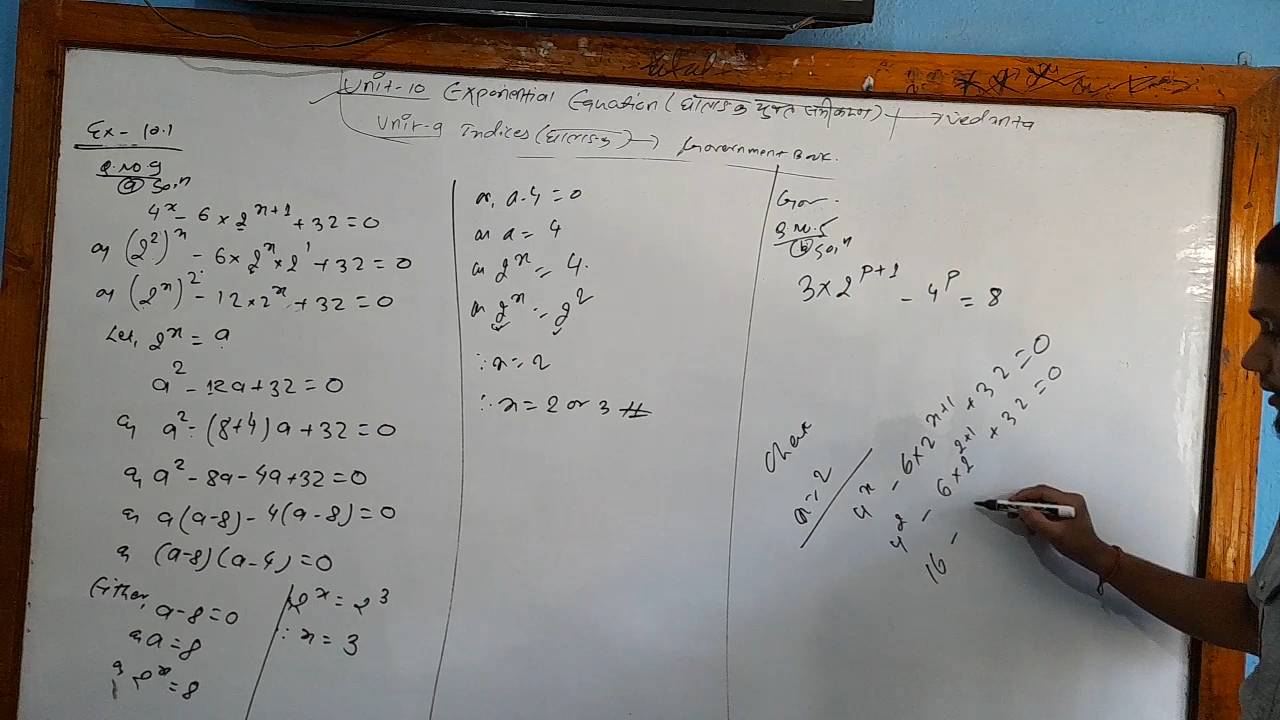 Unit-10 Exponential Equation (घाताङ्क युक्त समीकरण) → Vedanta
Unit-9 Indices (घाताङ्क) → Government Book.
Ex- 10.1
Q.No 9
(a) Soln
4^x - 6 × 2^{x+1} + 32 = 0
or (2^2)^x - 6 × 2^x × 2^1 + 32 = 0
or (2^x)^2 - 12 × 2^x + 32 = 0
Let, 2^x = a
a^2 - 12a + 32 = 0
or, a^2 - (8+4) a + 32 = 0
or, a^2 - 8a - 4a + 32 = 0
or a(a-8) - 4(a-8) = 0
or (a-8)(a-4) = 0
Either,
a-8 = 0
or a = 8
or 2^x = 8
2^x = 2^3
∴ x = 3
or, a-4 = 0
or a = 4
or 2^x = 4.
or 2^x = 2^2
∴ x = 2
∴ x = 2 or 3 #
Gov.
Q.No.5
(b) Soln
3 × 2^{p+1} - 4^p = 8
Check
x = 2
4^x - 6 × 2^{x+1} + 32 = 0
4^2 - 6 × 2^{2+1} + 32 = 0
16 -